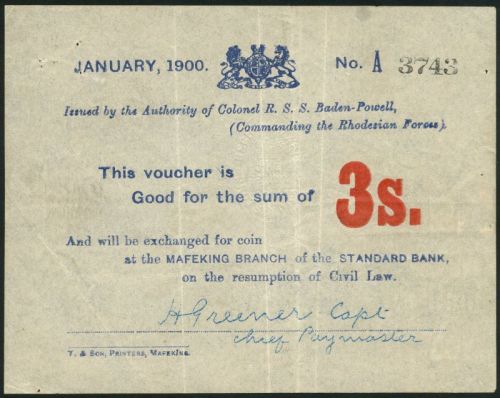 JANUARY, 1900. No. A 3743
Issued by the Authority of Colonel R. S. S. Baden-Powell,
(Commanding the Rhodesian Forces).
This voucher is
Good for the sum of 3s.
And will be exchanged for coin
at the MAFEKING BRANCH of the STANDARD BANK,
on the resumption of Civil Law.
H Greener Capt
Chief Paymaster
T. & SON, PRINTERS, MAFEKING.